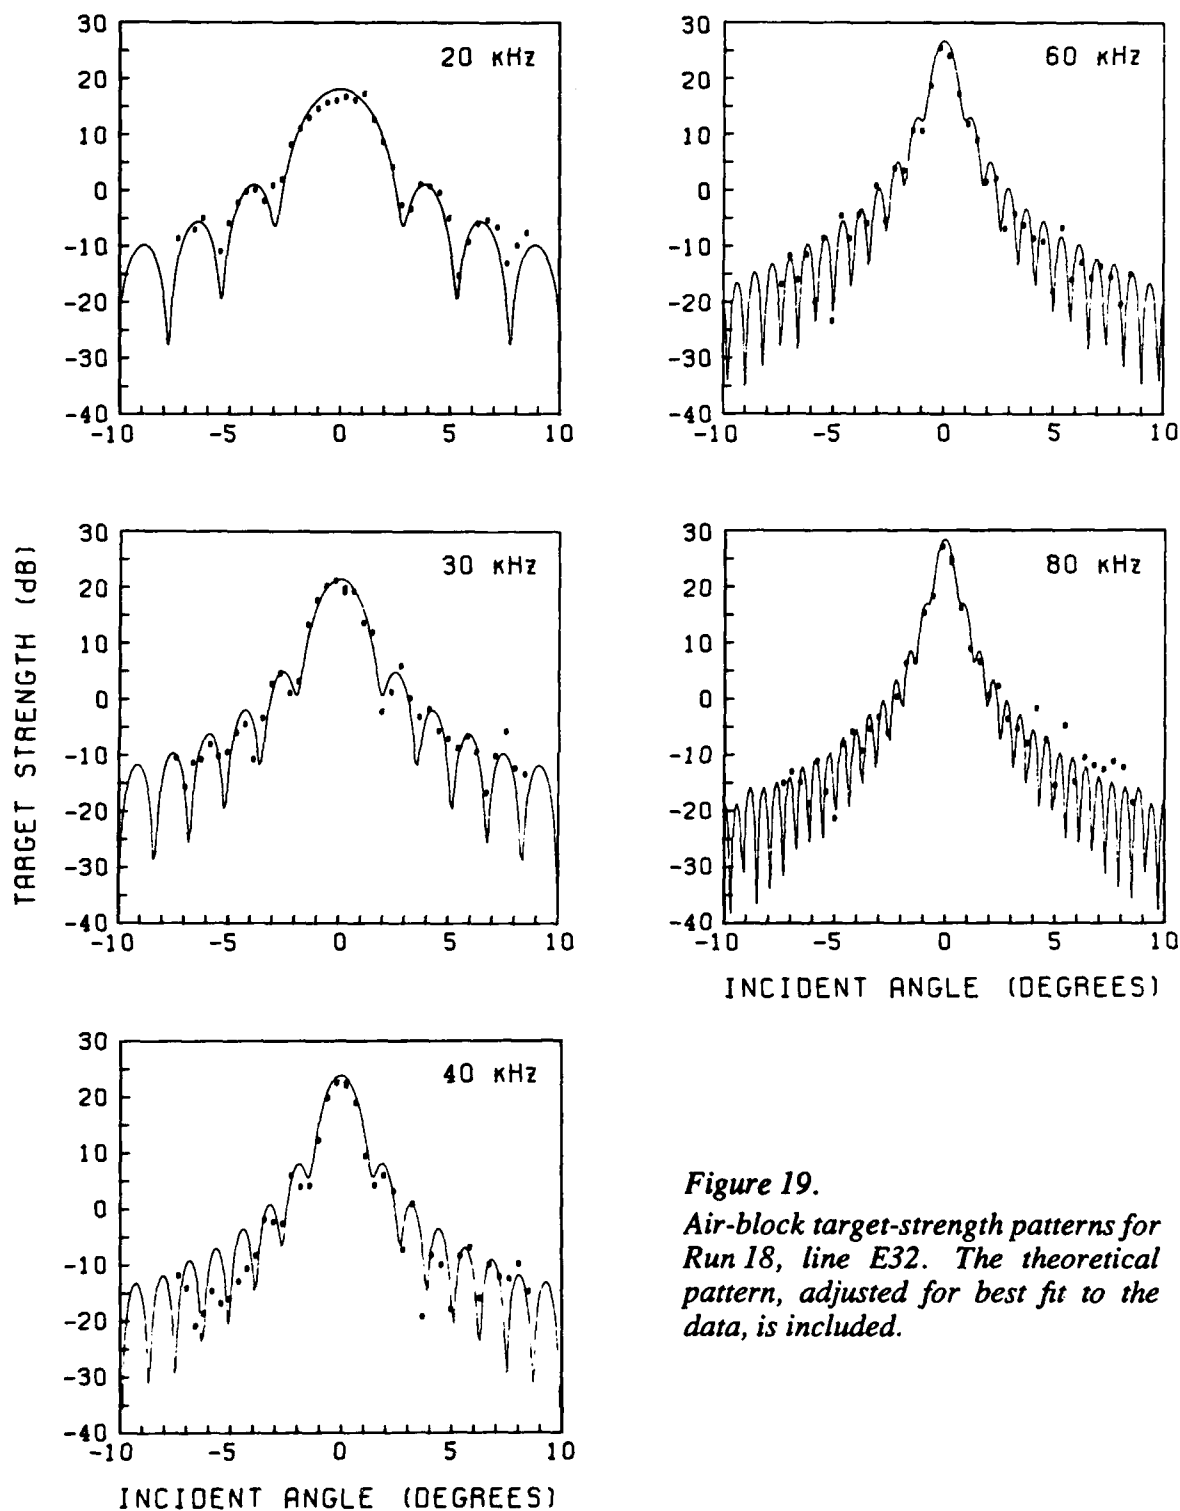 30
20
10
0
-10
-20
-30
-40
20 KHz
-10 -5 0 5 10
30
20
10
0
-10
-20
-30
-40
60 KHz
-10 -5 0 5 10
TARGET STRENGTH (dB)
30
20
10
0
-10
-20
-30
-40
30 KHz
-10 -5 0 5 10
30
20
10
0
-10
-20
-30
-40
80 KHz
-10 -5 0 5 10
INCIDENT ANGLE (DEGREES)
30
20
10
0
-10
-20
-30
-40
40 KHz
-10 -5 0 5 10
INCIDENT ANGLE (DEGREES)
Figure 19.
Air-block target-strength patterns for
Run 18, line E32. The theoretical
pattern, adjusted for best fit to the
data, is included.